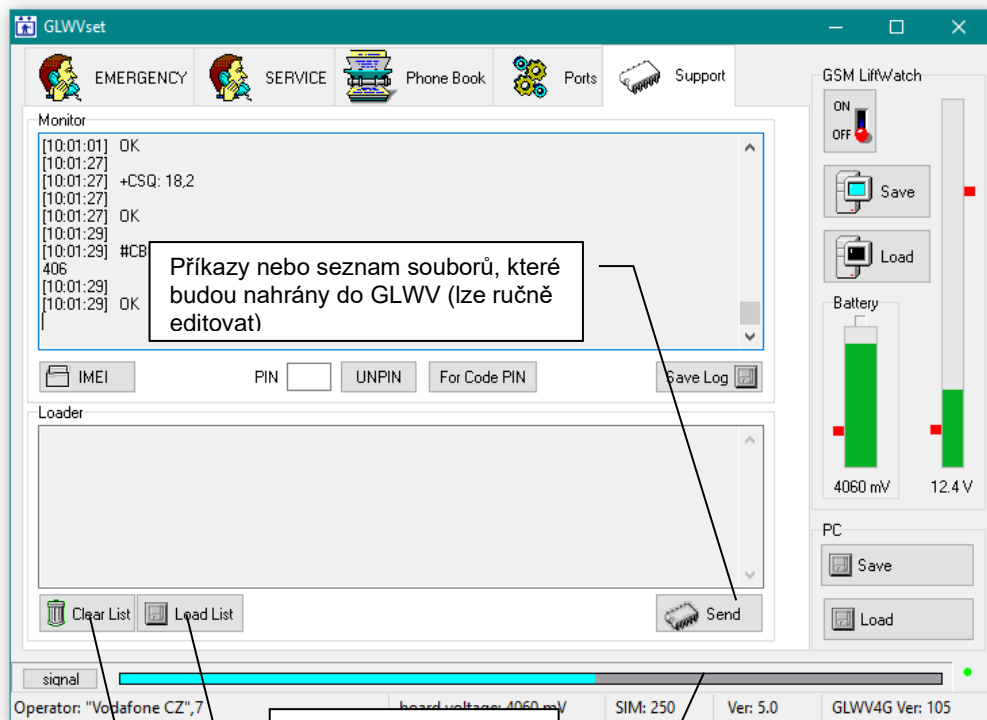 GLWVset
EMERGENCY
SERVICE
Phone Book
Ports
Support
Monitor
[10:01:01] OK
[10:01:27]
[10:01:27] +CSQ: 18,2
[10:01:27]
[10:01:27] OK
[10:01:29]
[10:01:29] #CB
406
[10:01:29]
[10:01:29] OK
Příkazy nebo seznam souborů, které
budou nahrány do GLWV (lze ručně
editovat)
IMEI
PIN
UNPIN
For Code PIN
Save Log
Loader
Clear List
Load List
Send
GSM LiftWatch
ON
OFF
Save
Load
Battery
4060 mV
12.4 V
PC
Save
Load
signal
Operator: "Vodafone CZ",7
board voltage: 4060 mV
SIM: 250
Ver: 5.0
GLWV4G Ver: 105